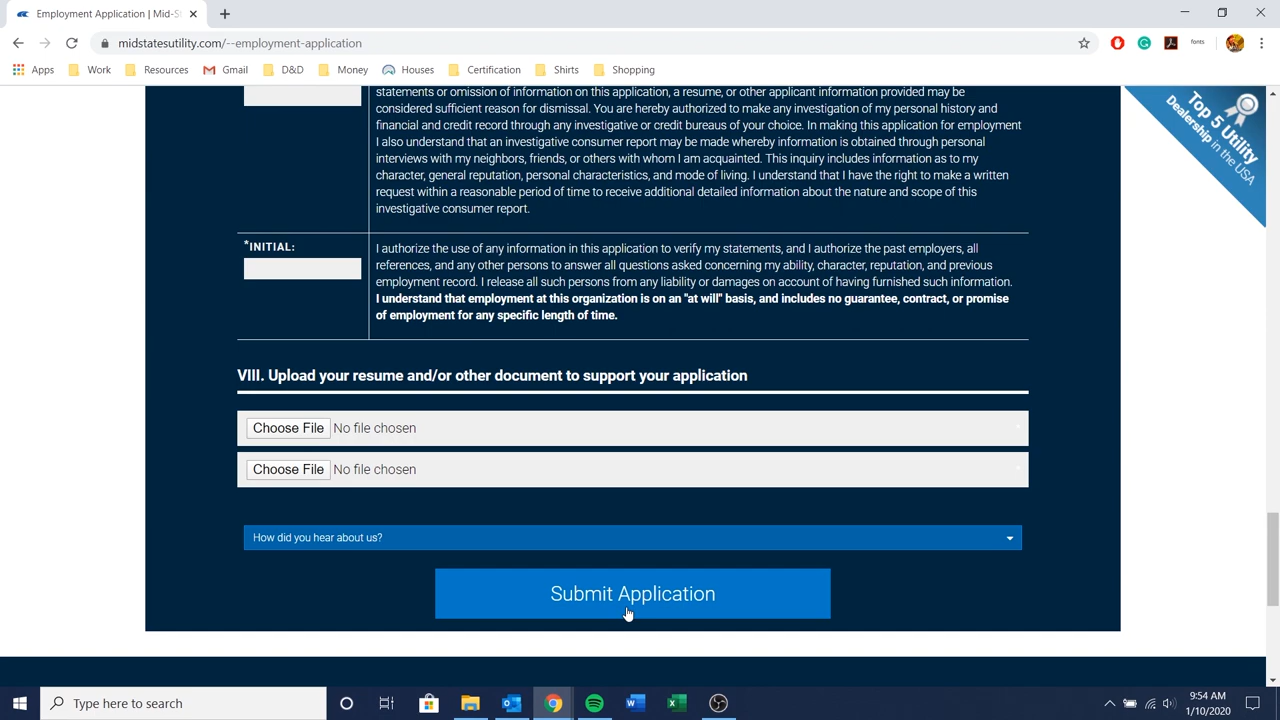 Employment Application | Mid-S
midstatesutility.com/--employment-application
fonts
Apps Work Resources Gmail D&D Money Houses Certification Shirts Shopping
statements or omission of information on this application, a resume, or other applicant information provided may be
considered sufficient reason for dismissal. You are hereby authorized to make any investigation of my personal history and
financial and credit record through any investigative or credit bureaus of your choice. In making this application for employment
I also understand that an investigative consumer report may be made whereby information is obtained through personal
interviews with my neighbors, friends, or others with whom I am acquainted. This inquiry includes information as to my
character, general reputation, personal characteristics, and mode of living. I understand that I have the right to make a written
request within a reasonable period of time to receive additional detailed information about the nature and scope of this
investigative consumer report.
Top 5 Utility
Dealership in the USA
*INITIAL:
I authorize the use of any information in this application to verify my statements, and I authorize the past employers, all
references, and any other persons to answer all questions asked concerning my ability, character, reputation, and previous
employment record. I release all such persons from any liability or damages on account of having furnished such information.
I understand that employment at this organization is on an "at will" basis, and includes no guarantee, contract, or promise
of employment for any specific length of time.
VIII. Upload your resume and/or other document to support your application
Choose File No file chosen
Choose File No file chosen
How did you hear about us?
Submit Application
Type here to search
9:54 AM
1/10/2020